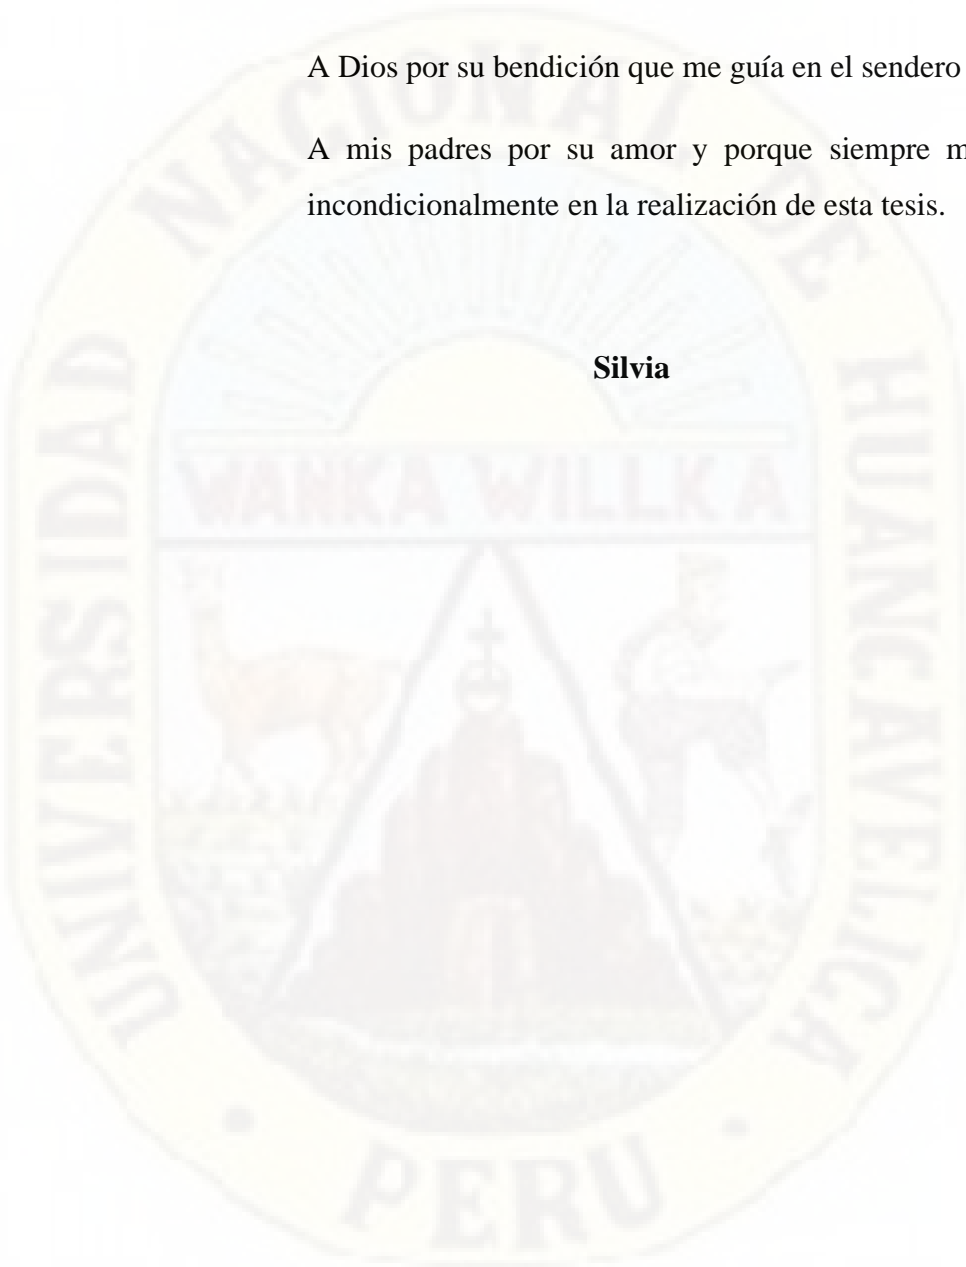 A Dios por su bendición que me guía en el sendero
A mis padres por su amor y porque siempre
incondicionalmente en la realización de esta tesis.
Silvia
UNIVERSIDAD NACIONAL DE HUANCAVELICA
WANKA WILLKA
PERU